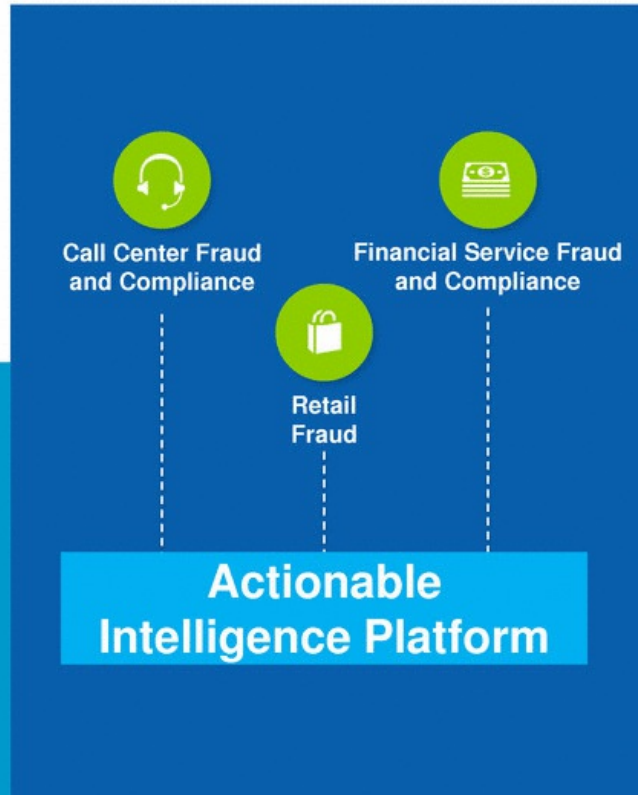 Call Center Fraud
and Compliance
Financial Service Fraud
and Compliance
Retail
Fraud
Actionable
Intelligence Platform